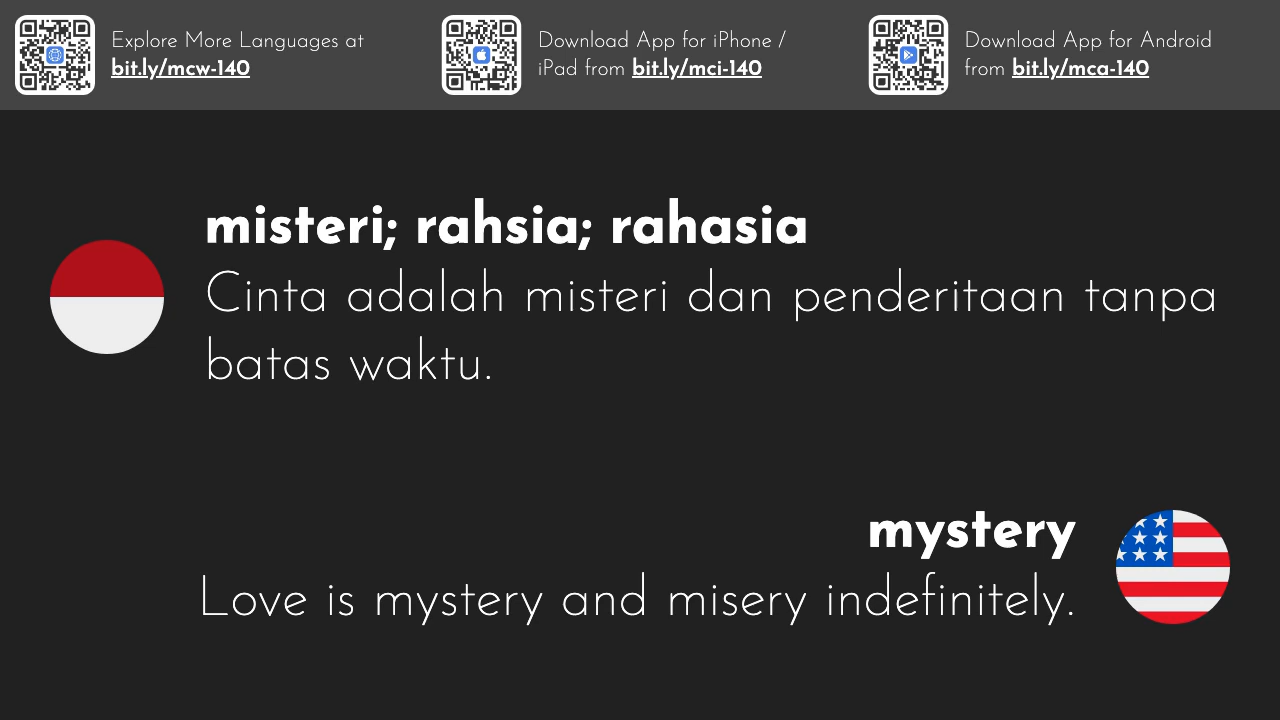 Explore More Languages at
bit.ly/mcw-140
Download App for iPhone /
iPad from bit.ly/mci-140
Download App for Android
from bit.ly/mca-140
misteri; rahsia; rahasia
Cinta adalah misteri dan penderitaan tanpa
batas waktu.
mystery
Love is mystery and misery indefinitely.